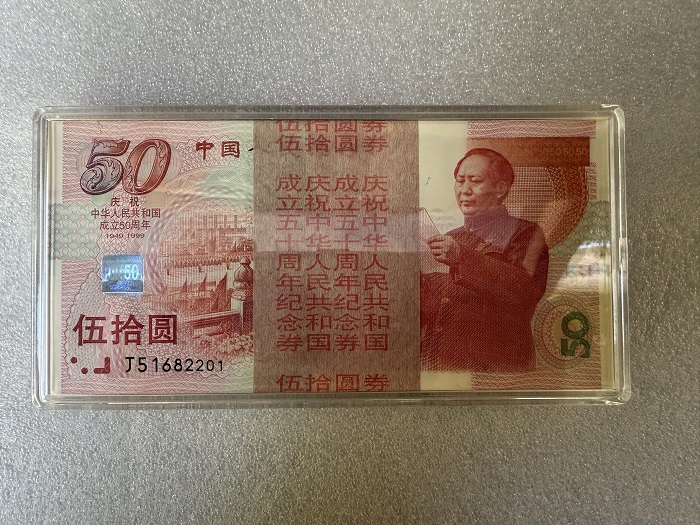 50
庆祝
中华人民共和国
成立50周年
1949-1999
中国
50
伍拾圆
J51682201
伍拾圆券
伍拾圆券
庆祝中华人民共和国
成立五十周年纪念券
庆祝中华人民共和国
成立五十周年纪念券
伍拾圆券
505050
50